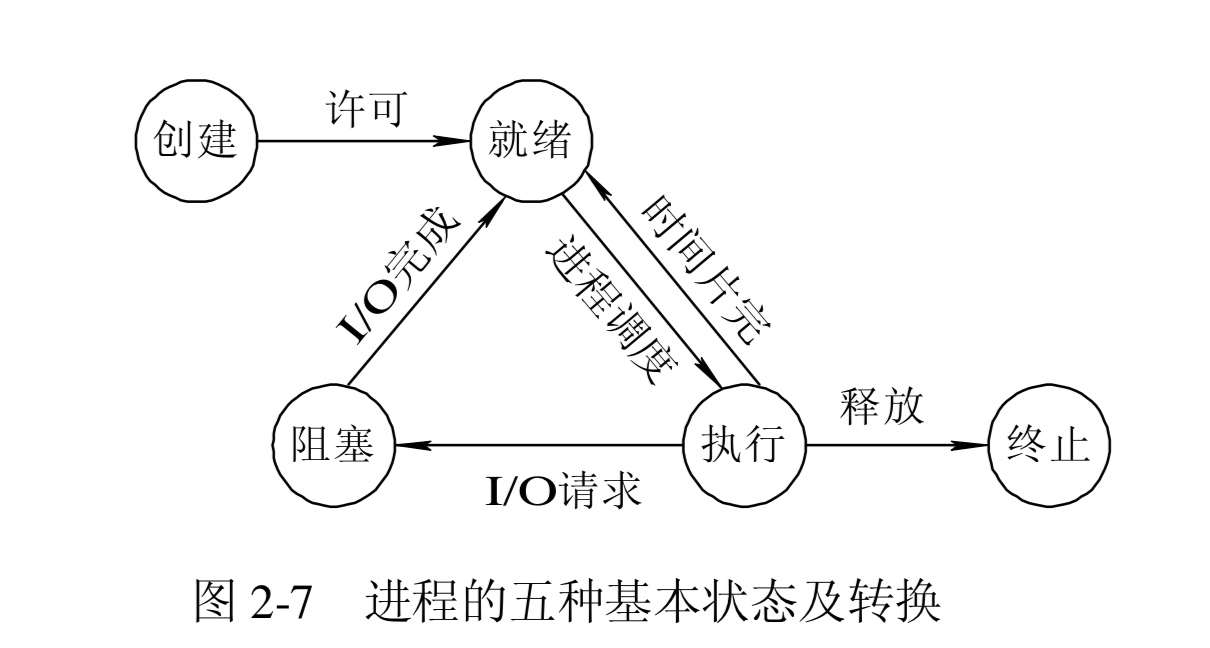 许可
创建
就绪
I/O完成
进程调度
时间片完
阻塞
执行
释放
终止
I/O请求
图 2-7 进程的五种基本状态及转换